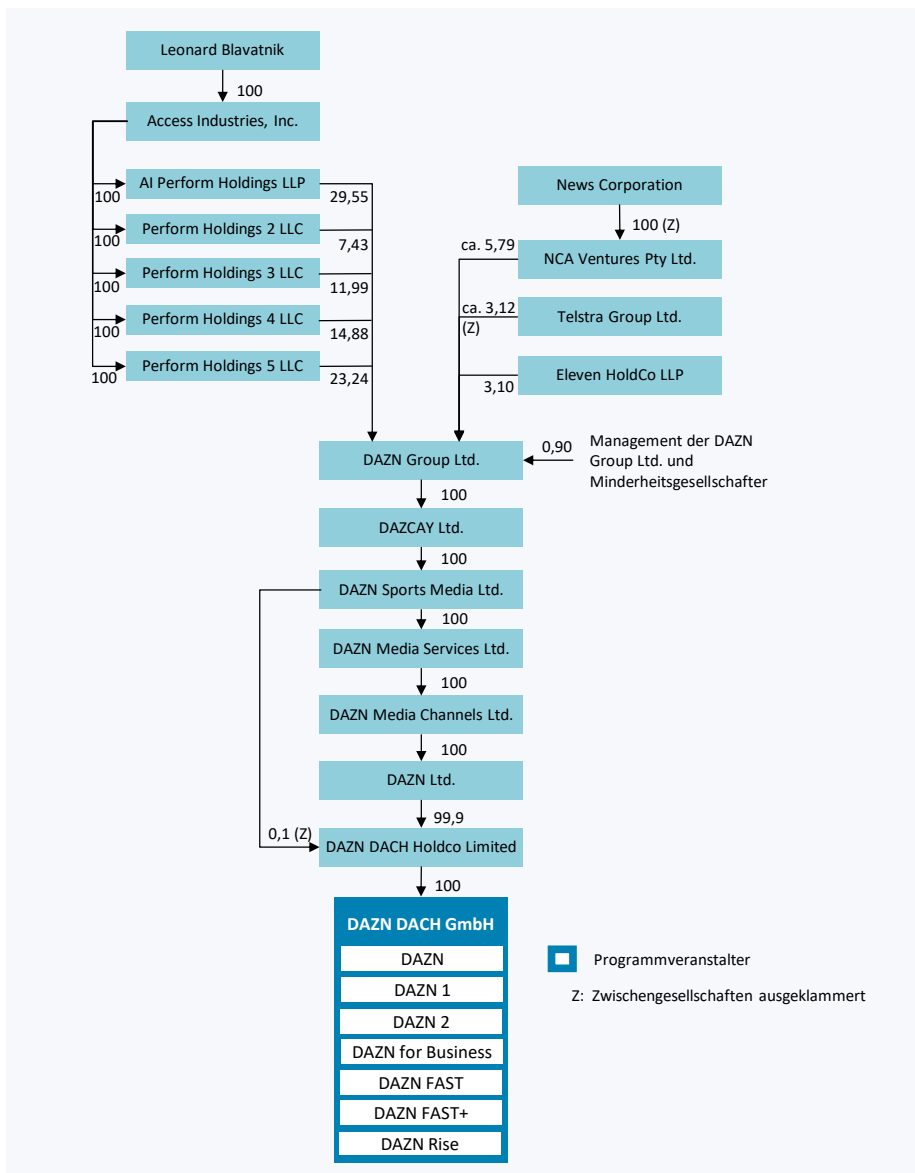 Leonard Blavatnik
100
Access Industries, Inc.
AI Perform Holdings LLP
100
29,55
Perform Holdings 2 LLC
100
7,43
Perform Holdings 3 LLC
100
11,99
Perform Holdings 4 LLC
100
14,88
Perform Holdings 5 LLC
100
23,24
News Corporation
100 (Z)
ca. 5,79
NCA Ventures Pty Ltd.
ca. 3,12
(Z)
Telstra Group Ltd.
Eleven HoldCo LLP
3,10
DAZN Group Ltd.
0,90
Management der DAZN
Group Ltd. und
Minderheitsgesellschafter
100
DAZCAY Ltd.
100
DAZN Sports Media Ltd.
100
DAZN Media Services Ltd.
100
DAZN Media Channels Ltd.
100
DAZN Ltd.
99,9
0,1 (Z)
DAZN DACH Holdco Limited
100
DAZN DACH GmbH
DAZN
DAZN 1
DAZN 2
DAZN for Business
DAZN FAST
DAZN FAST+
DAZN Rise
Programmveranstalter
Z: Zwischengesellschaften ausgeklammert